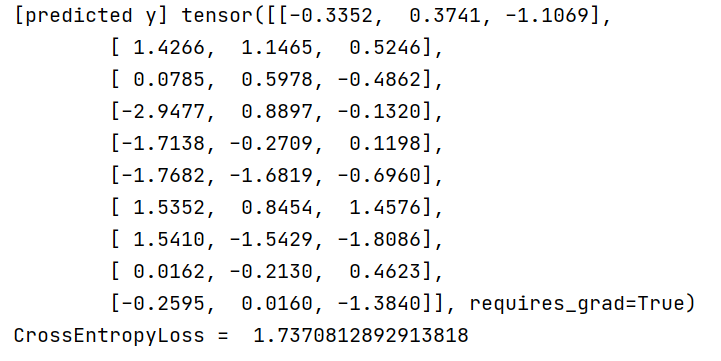 [predicted y] tensor([[-0.3352,  0.3741, -1.1069],
        [ 1.4266,  1.1465,  0.5246],
        [ 0.0785,  0.5978, -0.4862],
        [-2.9477,  0.8897, -0.1320],
        [-1.7138, -0.2709,  0.1198],
        [-1.7682, -1.6819, -0.6960],
        [ 1.5352,  0.8454,  1.4576],
        [ 1.5410, -1.5429, -1.8086],
        [ 0.0162, -0.2130,  0.4623],
        [-0.2595,  0.0160, -1.3840]], requires_grad=True)
CrossEntropyLoss =  1.7370812892913818